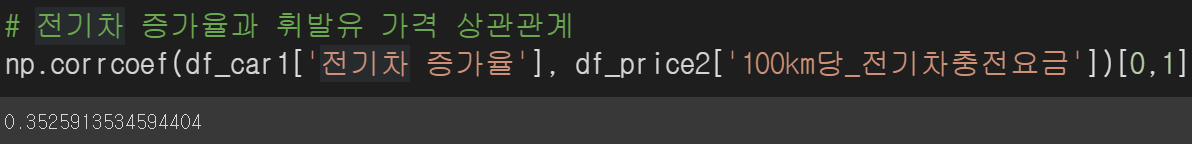 # 전기차 증가율과 휘발유 가격 상관관계
np.corrcoef(df_car1['전기차 증가율'], df_price2['100km당_전기차충전요금'])[0,1]
0.3525913534594404